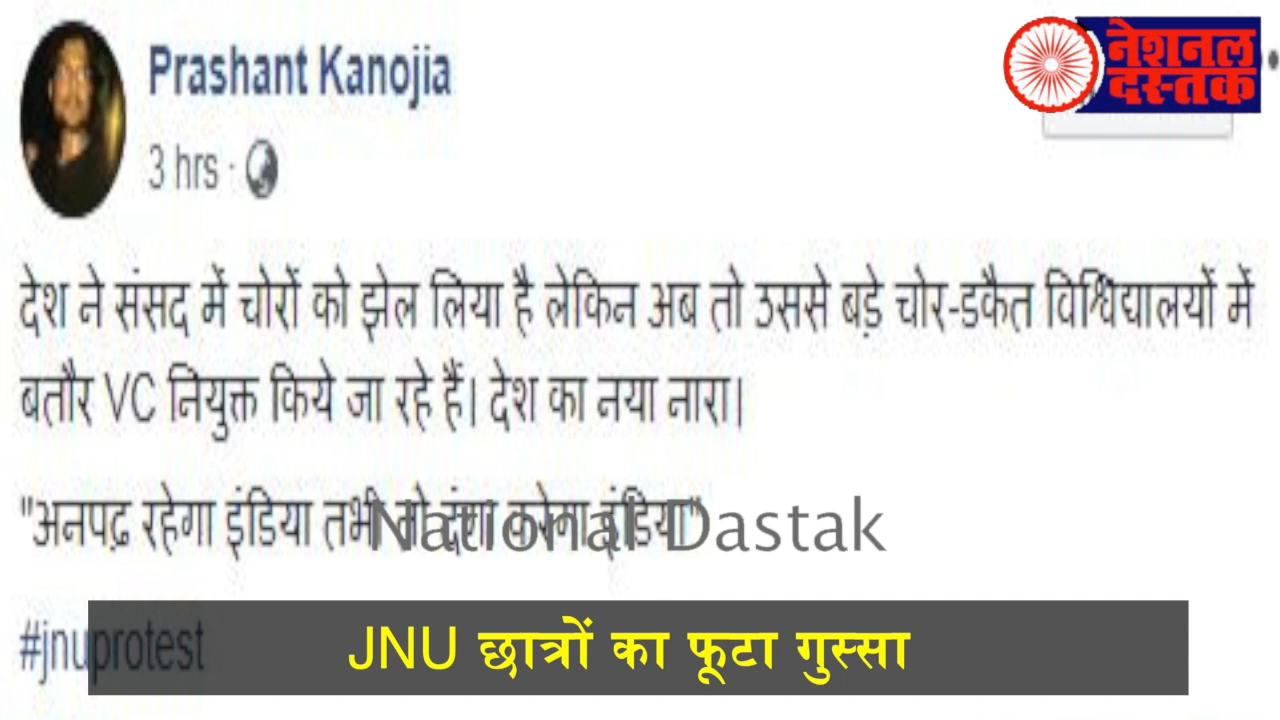 Prashant Kanojia
3 hrs ·
नेशनल
दस्तक
देश ने संसद में चोरों को झेल लिया है लेकिन अब तो उससे बड़े चोर-डकैत विश्विद्यालयों में
बतौर VC नियुक्त किये जा रहे हैं। देश का नया नारा।
"अनपढ़ रहेगा इंडिया तभी तो दंगा करेगा इंडिया"
National Dastak
#jnuprotest
JNU छात्रों का फूटा गुस्सा